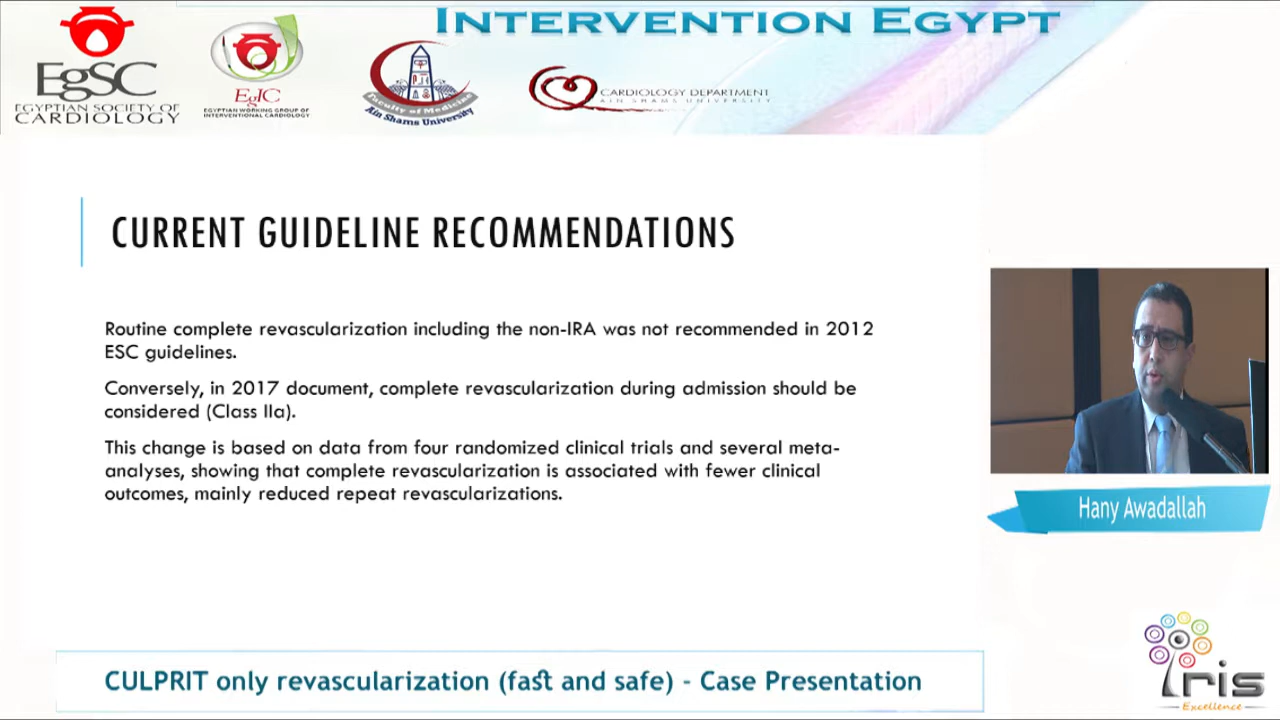 INTERVENTION EGYPT
EgSC
EGYPTIAN SOCIETY OF
CARDIOLOGY
EgIC
EGYPTIAN WORKING GROUP OF
INTERVENTIONAL CARDIOLOGY
Faculty of Medicine
Ain Shams University
CARDIOLOGY DEPARTMENT
AIN SHAMS UNIVERSITY
CURRENT GUIDELINE RECOMMENDATIONS
Routine complete revascularization including the non-IRA was not recommended in 2012
ESC guidelines.
Conversely, in 2017 document, complete revascularization during admission should be
considered (Class IIa).
This change is based on data from four randomized clinical trials and several meta-
analyses, showing that complete revascularization is associated with fewer clinical
outcomes, mainly reduced repeat revascularizations.
Hany Awadallah
CULPRIT only revascularization (fast and safe) - Case Presentation
Iris
Excellence